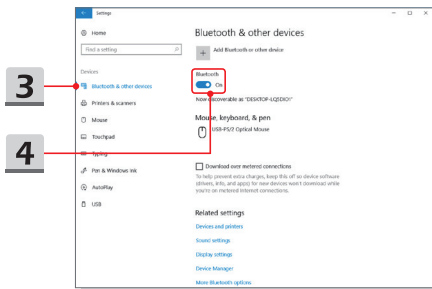 Settings
Home
Find a setting
Devices
Bluetooth & other devices
Printers & scanners
Mouse
Touchpad
Typing
Pen & Windows Ink
AutoPlay
USB
3
4
Bluetooth & other devices
Add Bluetooth or other device
Bluetooth
On
Now discoverable as "DESKTOP-LQ5DIO!"
Mouse, keyboard, & pen
USB-PS/2 Optical Mouse
Download over metered connections
To help prevent extra charges, keep this off so device software
(drivers, info, and apps) for new devices won't download while
you're on metered Internet connections.
Related settings
Devices and printers
Sound settings
Display settings
Device Manager
More Bluetooth options